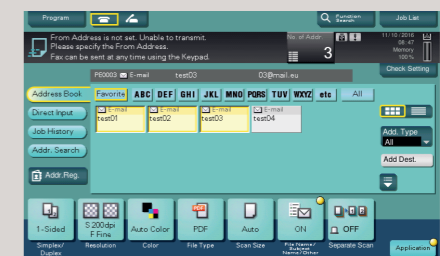 Program
Function
Search
Job List
From Address is not set. Unable to transmit.
Please specify the From Address.
Fax can be sent at any time using the Keypad.
No. of Addr
3
11/10/2016
08:47
Memory
100%
PE0003 E-mail test03 03@mail.eu
Check Setting
Address Book
Favorite ABC DEF GHI JKL MNO PQRS TUV WXYZ etc All
Direct Input
E-mail
test01
E-mail
test02
E-mail
test03
E-mail
test04
Job History
Addr. Search
Addr.Reg.
Add. Type
All
Add Dest.
1-Sided
S 200dpi
F Fine
Auto Color
PDF
Auto
ON
OFF
Simplex/
Duplex
Resolution
Color
File Type
Scan Size
File Name/
Subject
Name/Other
Separate Scan
Application